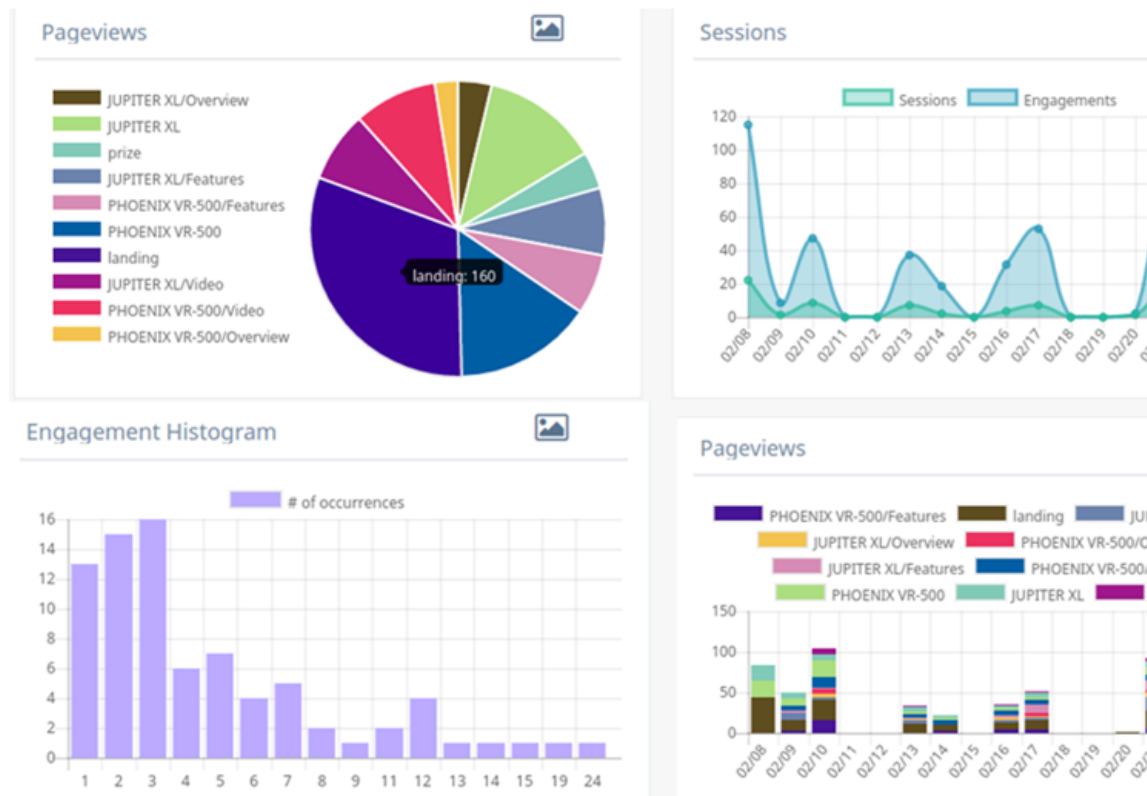 Pageviews
JUPITER XL/Overview
JUPITER XL
prize
JUPITER XL/Features
PHOENIX VR-500/Features
PHOENIX VR-500
landing
JUPITER XL/Video
PHOENIX VR-500/Video
PHOENIX VR-500/Overview
landing: 160
Sessions
Sessions Engagements
120
100
80
60
40
20
0
02/08 02/09 02/10 02/11 02/12 02/13 02/14 02/15 02/16 02/17 02/18 02/19 02/20
Engagement Histogram
# of occurrences
16
14
12
10
8
6
4
2
0
1 2 3 4 5 6 7 8 9 11 12 13 14 15 19 24
Pageviews
PHOENIX VR-500/Features landing
JUPITER XL/Overview PHOENIX VR-500/
JUPITER XL/Features PHOENIX VR-500/
PHOENIX VR-500 JUPITER XL
150
100
50
0
02/08 02/09 02/10 02/11 02/12 02/13 02/14 02/15 02/16 02/17 02/18 02/19 02/20